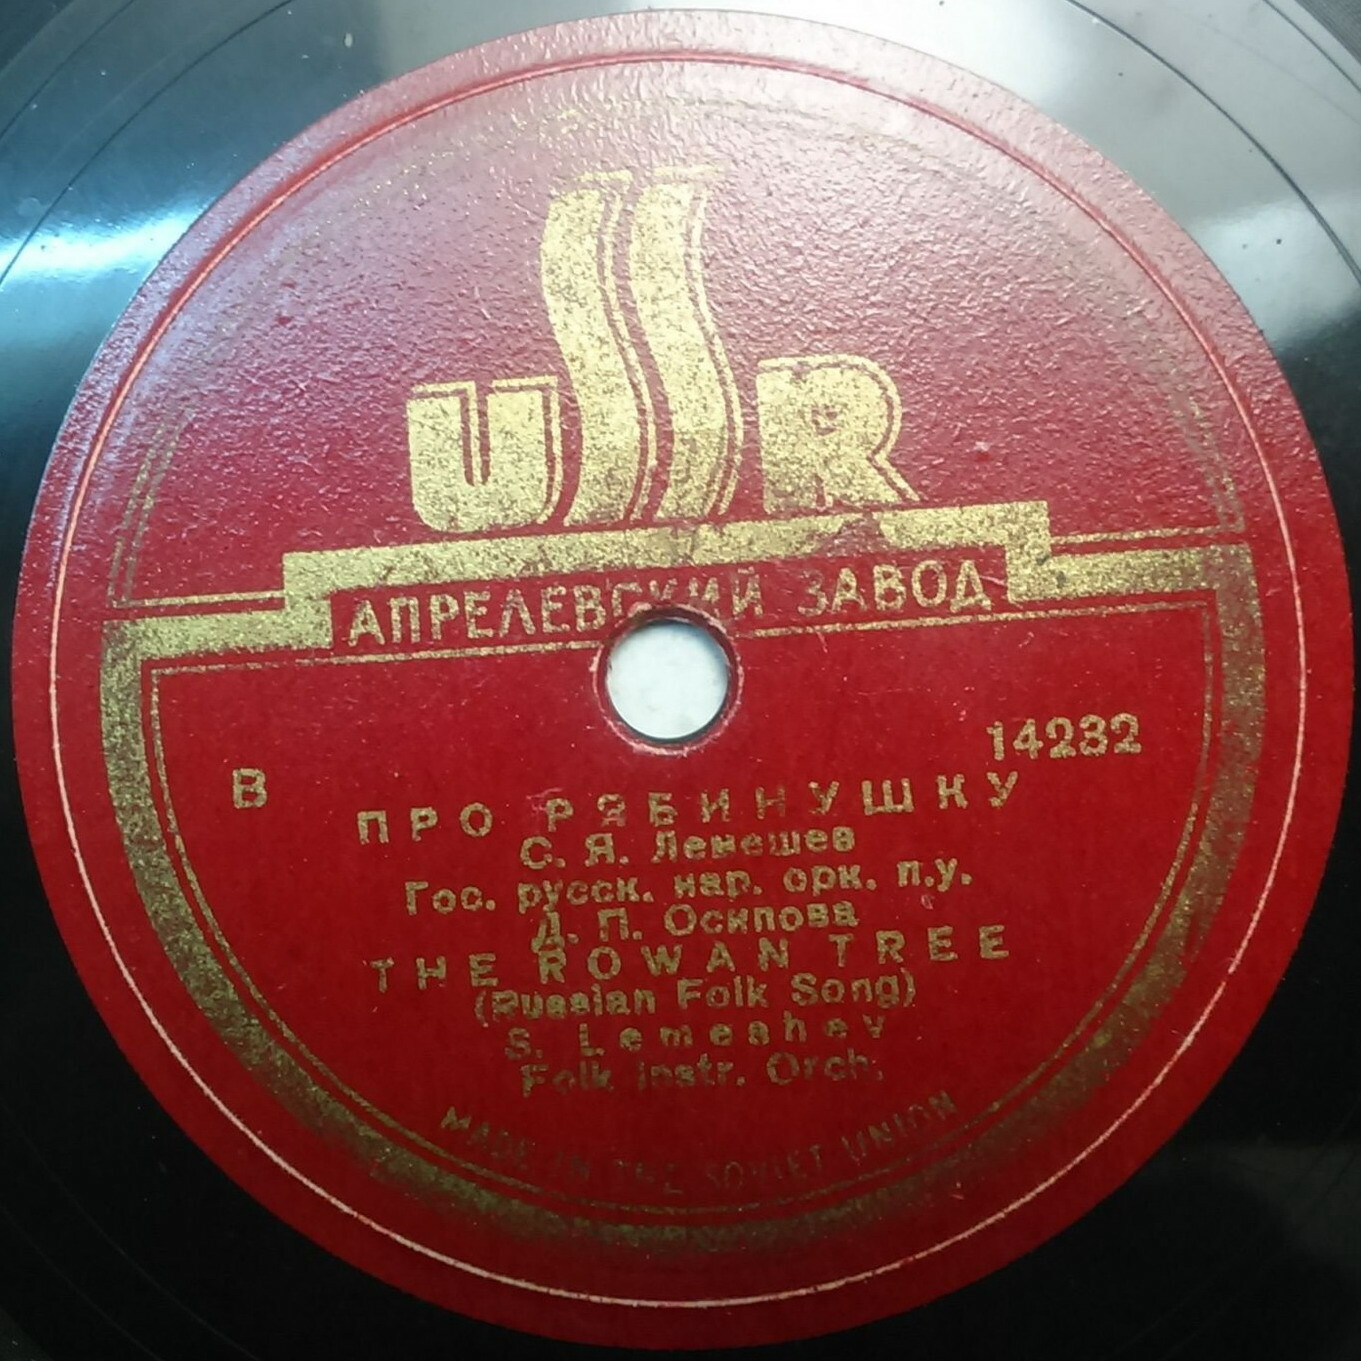 USSR
АПРЕЛЕВСКИЙ ЗАВОД
14232
В
ПРО РЯБИНУШКУ
С. Я. Лемешев
Гос. русск. нар. орк. п.у.
Д. П. Осипова
THE ROWAN TREE
(Russian Folk Song)
S. Lemeshev
Folk Instr. Orch.
MADE IN THE SOVIET UNION